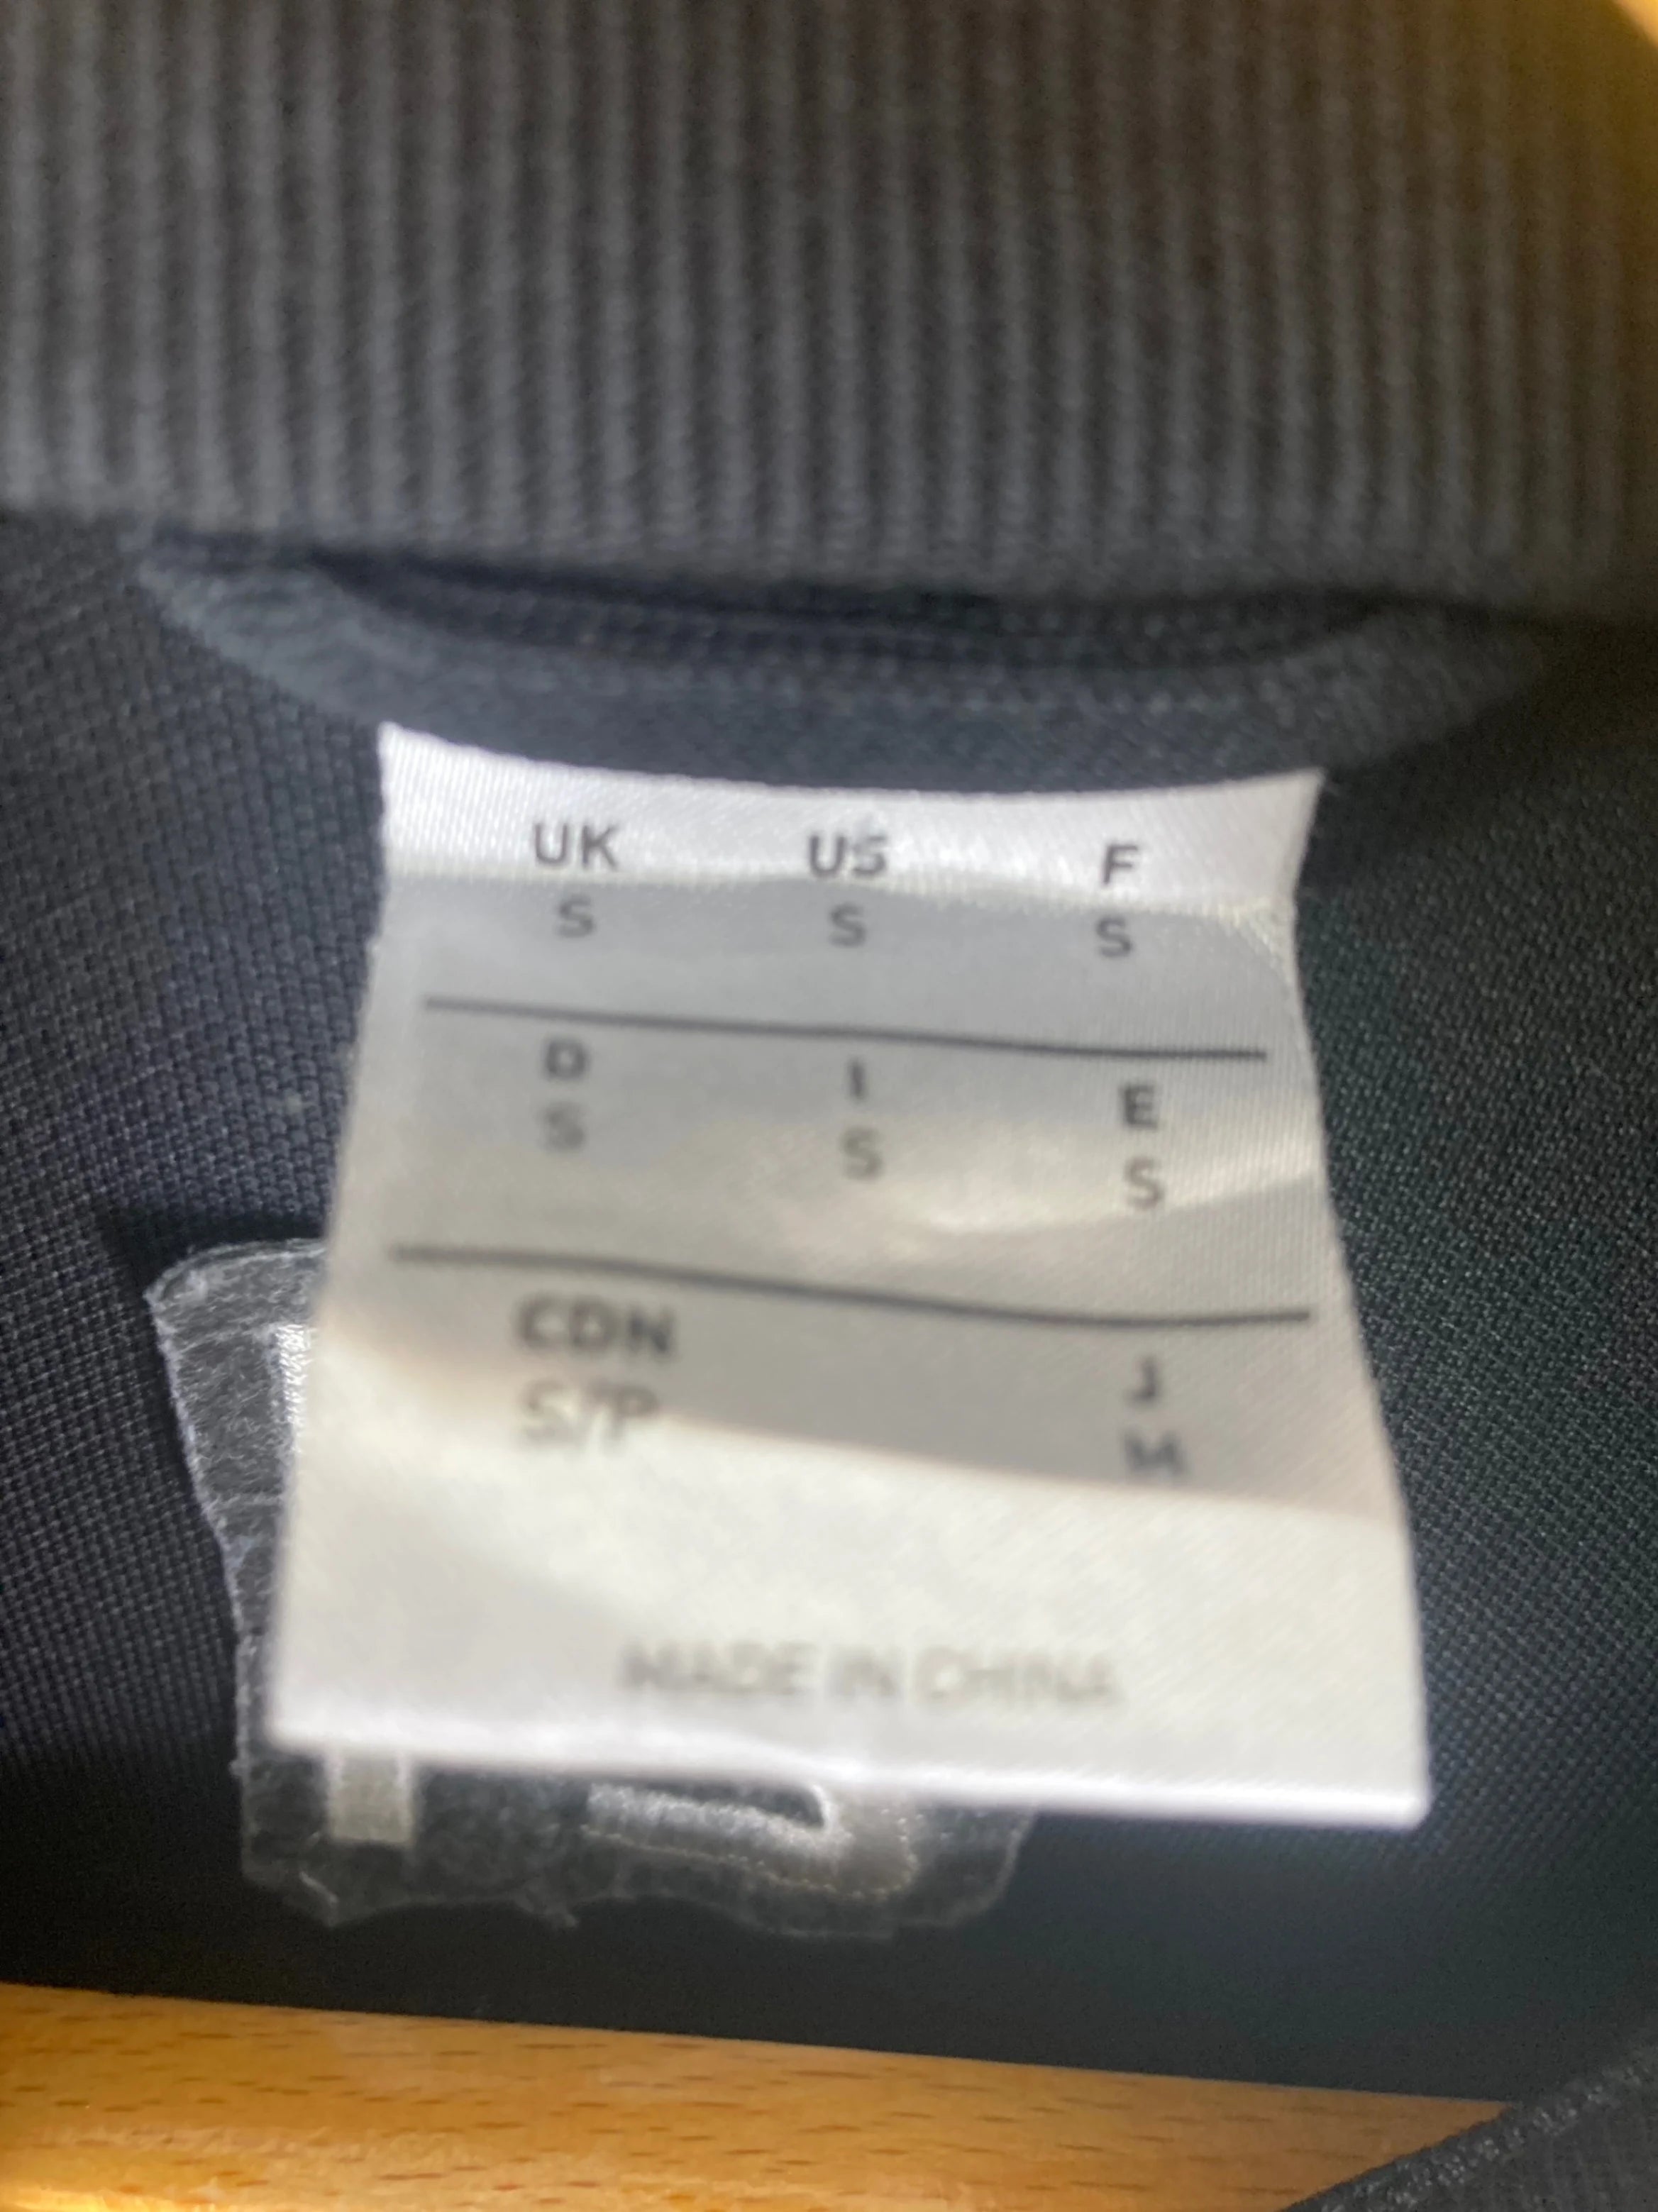 UK US F
S S S
D I E
S S S
CDN J
S/P M
MADE IN CHINA